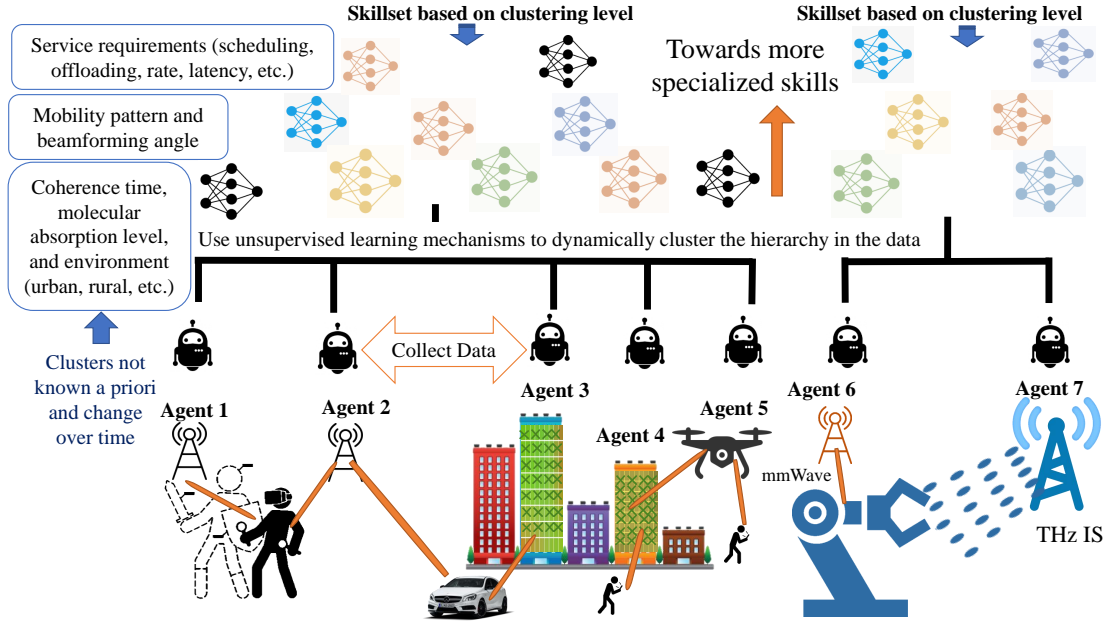 Skillset based on clustering level
Skillset based on clustering level
Service requirements (scheduling,
offloading, rate, latency, etc.)
Towards more
specialized skills
Mobility pattern and
beamforming angle
Coherence time,
molecular
absorption level,
and environment
(urban, rural, etc.)
Use unsupervised learning mechanisms to dynamically cluster the hierarchy in the data
Collect Data
Clusters not
known a priori
and change
over time
Agent 1
Agent 2
Agent 3
Agent 4
Agent 5
Agent 6
Agent 7
mmWave
THz IS